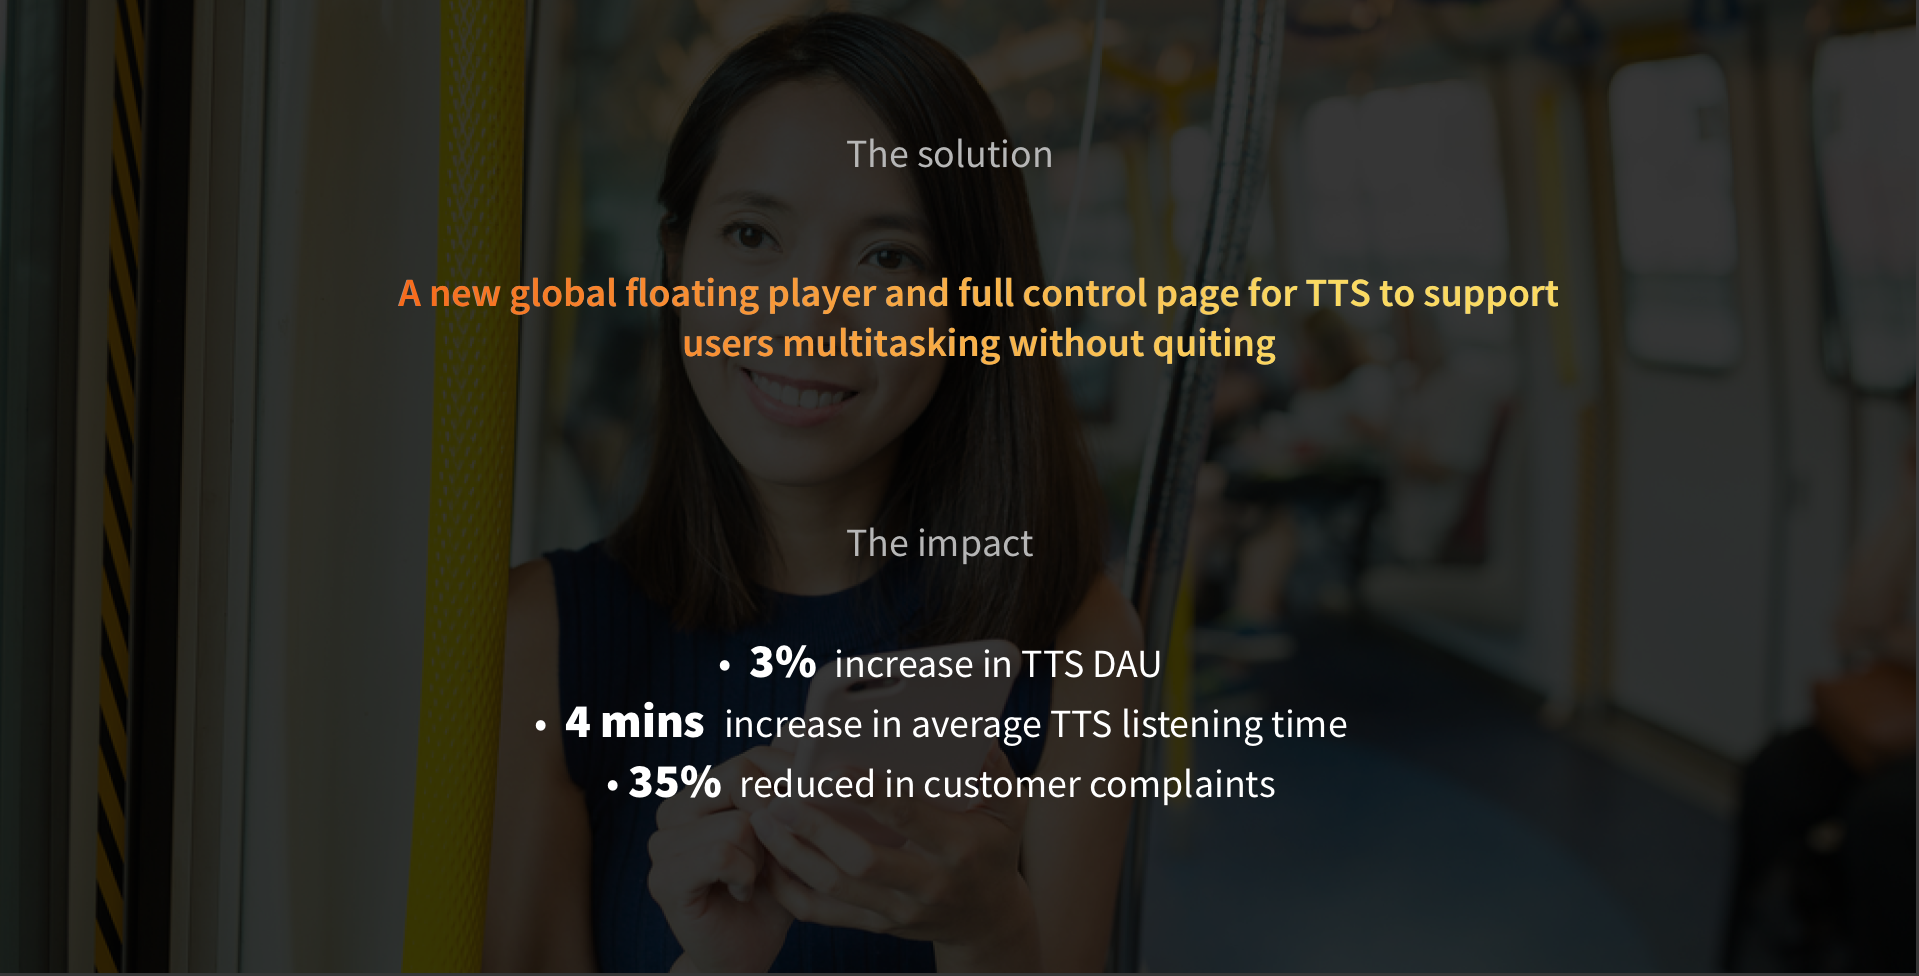 The solution
A new global floating player and full control page for TTS to support
users multitasking without quiting
The impact
• 3% increase in TTS DAU
• 4 mins increase in average TTS listening time
• 35% reduced in customer complaints